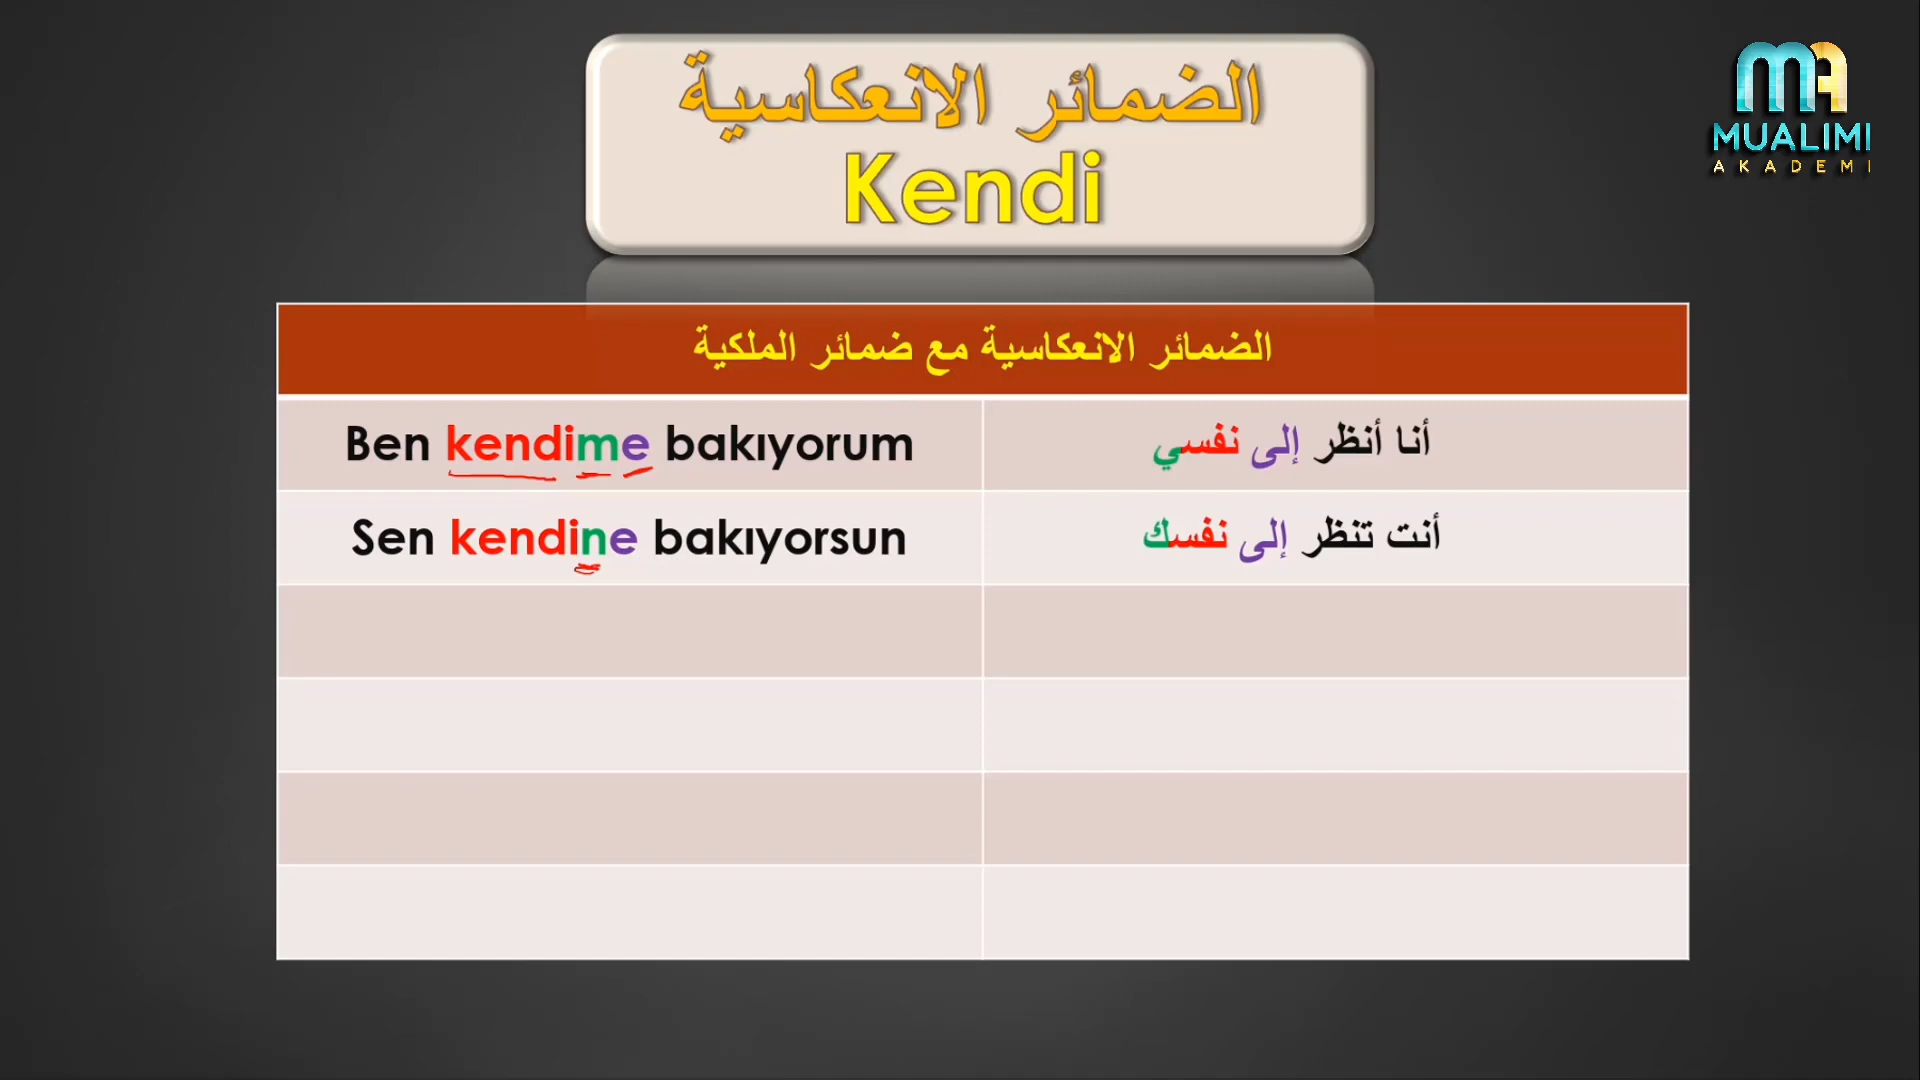 الضمائر الانعكاسية
Kendi
MA
MUALIMI
AKADEMI
الضمائر الانعكاسية مع ضمائر الملكية
Ben kendime bakıyorum
أنا أنظر إلى نفسي
Sen kendine bakıyorsun
أنت تنظر إلى نفسك